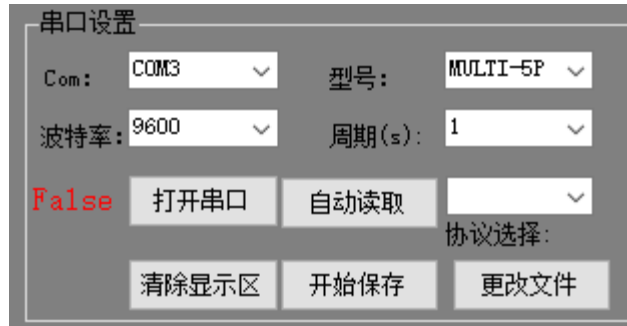 串口设置
Com: COM3 型号: MULTI-5P
波特率: 9600 周期(s): 1
False 打开串口 自动读取
协议选择:
清除显示区 开始保存 更改文件